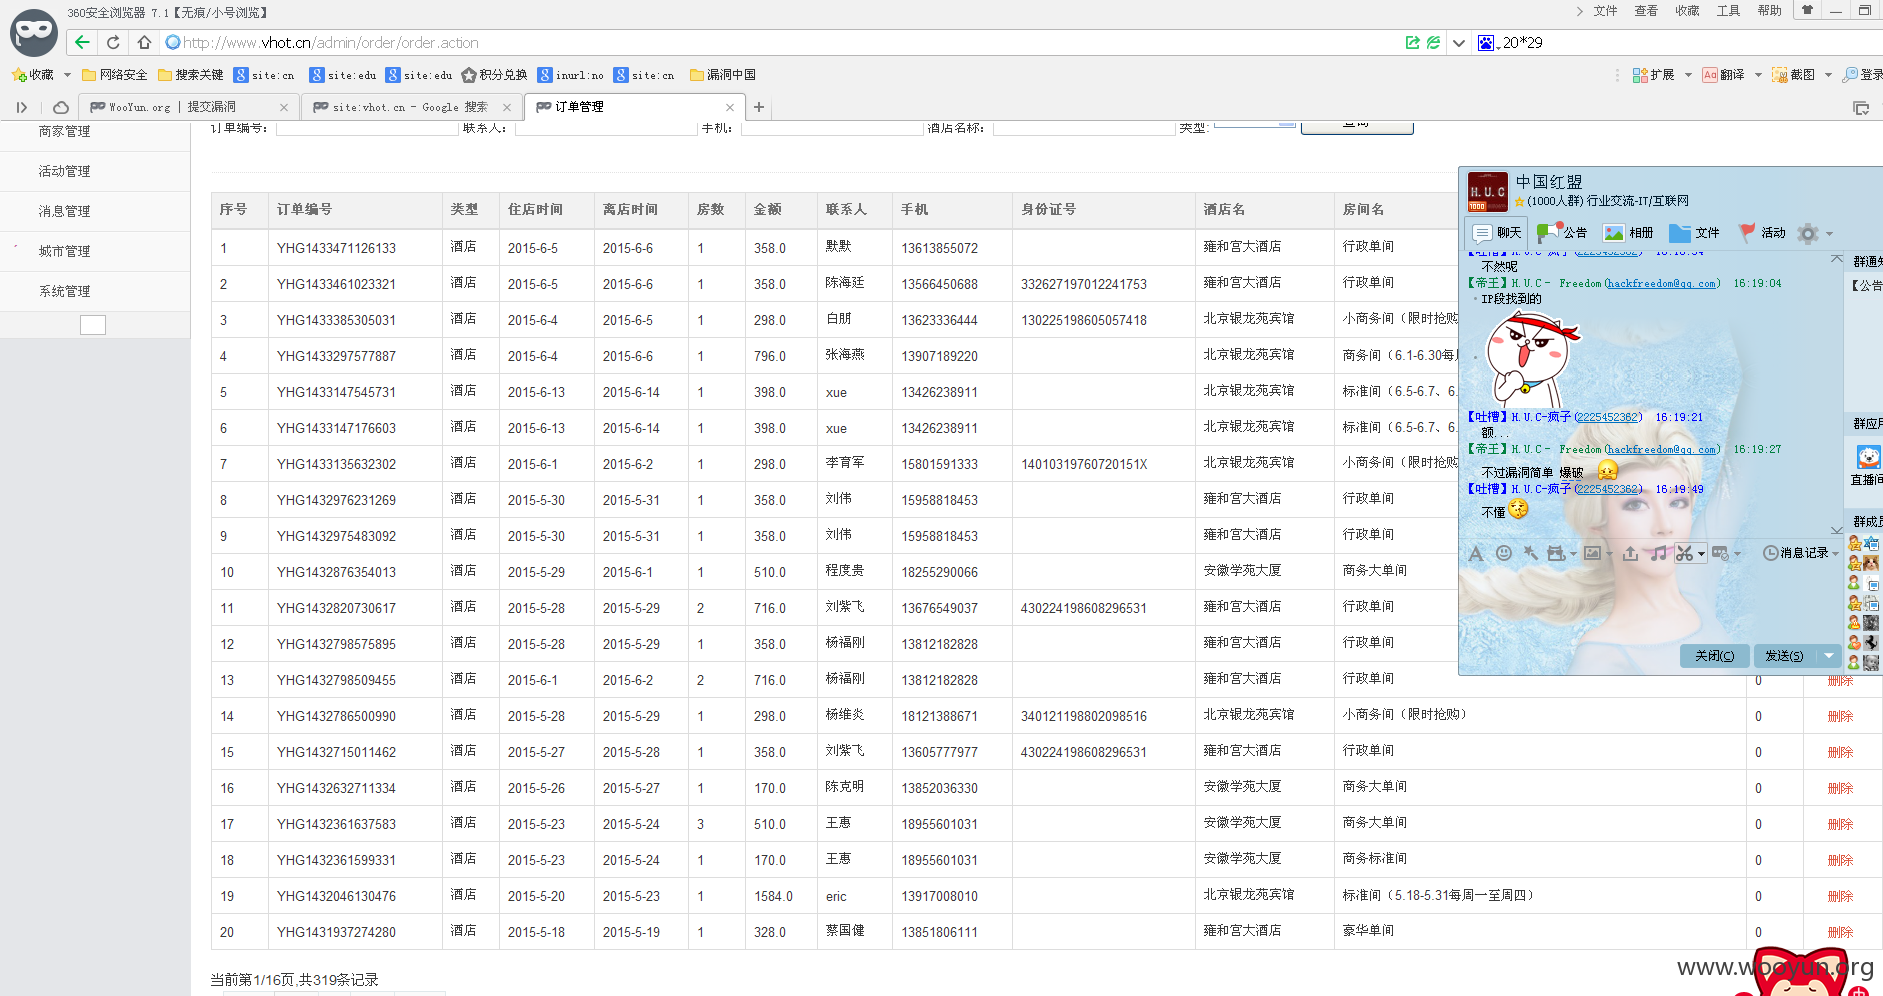 360安全浏览器 7.1【无痕/小号浏览】
文件 查看 收藏 工具 帮助
http://www.vhot.cn/admin/order/order.action
20*29
收藏 网络安全 搜索关键 site:cn site:edu site:edu 积分兑换 inurl:no site:cn 漏洞中国
扩展 翻译 截图 登录
WooYun.org | 提交漏洞
site:vhot.cn - Google 搜索
订单管理
商家管理
活动管理
消息管理
城市管理
系统管理
订单编号: 联系人: 手机: 酒店名称: 类型: 查询
序号 订单编号 类型 住店时间 离店时间 房数 金额 联系人 手机 身份证号 酒店名 房间名
1 YHG1433471126133 酒店 2015-6-5 2015-6-6 1 358.0 默默 13613855072 雍和宫大酒店 行政单间
2 YHG1433461023321 酒店 2015-6-5 2015-6-6 1 358.0 陈海廷 13566450688 332627197012241753 雍和宫大酒店 行政单间
3 YHG1433385305031 酒店 2015-6-4 2015-6-5 1 298.0 白朋 13623336444 130225198605057418 北京银龙苑宾馆 小商务间（限时抢购
4 YHG1433297577887 酒店 2015-6-4 2015-6-6 1 796.0 张海燕 13907189220 北京银龙苑宾馆 商务间（6.1-6.30每
5 YHG1433147545731 酒店 2015-6-13 2015-6-14 1 398.0 xue 13426238911 北京银龙苑宾馆 标准间（6.5-6.7、6.
6 YHG1433147176603 酒店 2015-6-13 2015-6-14 1 398.0 xue 13426238911 北京银龙苑宾馆 标准间（6.5-6.7、6.
7 YHG1433135632302 酒店 2015-6-1 2015-6-2 1 298.0 李育军 15801591333 14010319760720151X 北京银龙苑宾馆 小商务间（限时抢购
8 YHG1432976231269 酒店 2015-5-30 2015-5-31 1 358.0 刘伟 15958818453 雍和宫大酒店 行政单间
9 YHG1432975483092 酒店 2015-5-30 2015-5-31 1 358.0 刘伟 15958818453 雍和宫大酒店 行政单间
10 YHG1432876354013 酒店 2015-5-29 2015-6-1 1 510.0 程度贵 18255290066 安徽学苑大厦 商务大单间
11 YHG1432820730617 酒店 2015-5-28 2015-5-29 2 716.0 刘紫飞 13676549037 430224198608296531 雍和宫大酒店 行政单间
12 YHG1432798575895 酒店 2015-5-28 2015-5-29 1 358.0 杨福刚 13812182828 雍和宫大酒店 行政单间
13 YHG1432798509455 酒店 2015-6-1 2015-6-2 2 716.0 杨福刚 13812182828 雍和宫大酒店 行政单间 0 删除
14 YHG1432786500990 酒店 2015-5-28 2015-5-29 1 298.0 杨维炎 18121388671 340121198802098516 北京银龙苑宾馆 小商务间（限时抢购） 0 删除
15 YHG1432715011462 酒店 2015-5-27 2015-5-28 1 358.0 刘紫飞 13605777977 430224198608296531 雍和宫大酒店 行政单间 0 删除
16 YHG1432632711334 酒店 2015-5-26 2015-5-27 1 170.0 陈克明 13852036330 安徽学苑大厦 商务大单间 0 删除
17 YHG1432361637583 酒店 2015-5-23 2015-5-24 3 510.0 王惠 18955601031 安徽学苑大厦 商务大单间 0 删除
18 YHG1432361599331 酒店 2015-5-23 2015-5-24 1 170.0 王惠 18955601031 安徽学苑大厦 商务标准间 0 删除
19 YHG1432046130476 酒店 2015-5-20 2015-5-23 1 1584.0 eric 13917008010 北京银龙苑宾馆 标准间（5.18-5.31每周一至周四） 0 删除
20 YHG1431937274280 酒店 2015-5-18 2015-5-19 1 328.0 蔡国健 13851806111 雍和宫大酒店 豪华单间 0 删除
当前第1/16页,共319条记录
H.U.C
1000
中国红盟
(1000人群) 行业交流-IT/互联网
聊天 公告 相册 文件 活动
【吐槽】H.U.C-疯子(2225452362) 16:18:54
不然呢
【帝王】H.U.C- Freedom(hackfreedom@qq.com) 16:19:04
IP段找到的
【吐槽】H.U.C-疯子(2225452362) 16:19:21
额...
【帝王】H.U.C- Freedom(hackfreedom@qq.com) 16:19:27
不过漏洞简单 爆破
【吐槽】H.U.C-疯子(2225452362) 16:19:49
不懂
消息记录
关闭(C) 发送(S)
群通知
【公告
群应用
直播间
群成员
www.wooyun.org